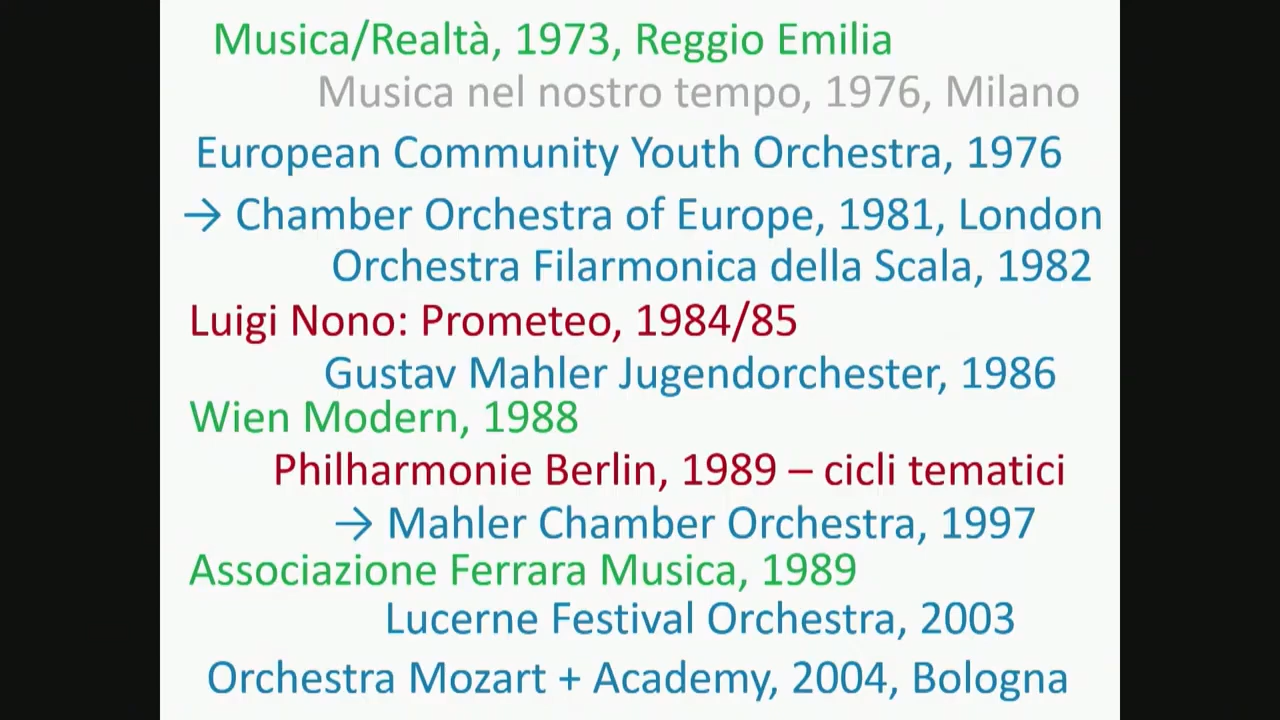 Musica/Realtà, 1973, Reggio Emilia
Musica nel nostro tempo, 1976, Milano
European Community Youth Orchestra, 1976
→ Chamber Orchestra of Europe, 1981, London
Orchestra Filarmonica della Scala, 1982
Luigi Nono: Prometeo, 1984/85
Gustav Mahler Jugendorchester, 1986
Wien Modern, 1988
Philharmonie Berlin, 1989 – cicli tematici
→ Mahler Chamber Orchestra, 1997
Associazione Ferrara Musica, 1989
Lucerne Festival Orchestra, 2003
Orchestra Mozart + Academy, 2004, Bologna